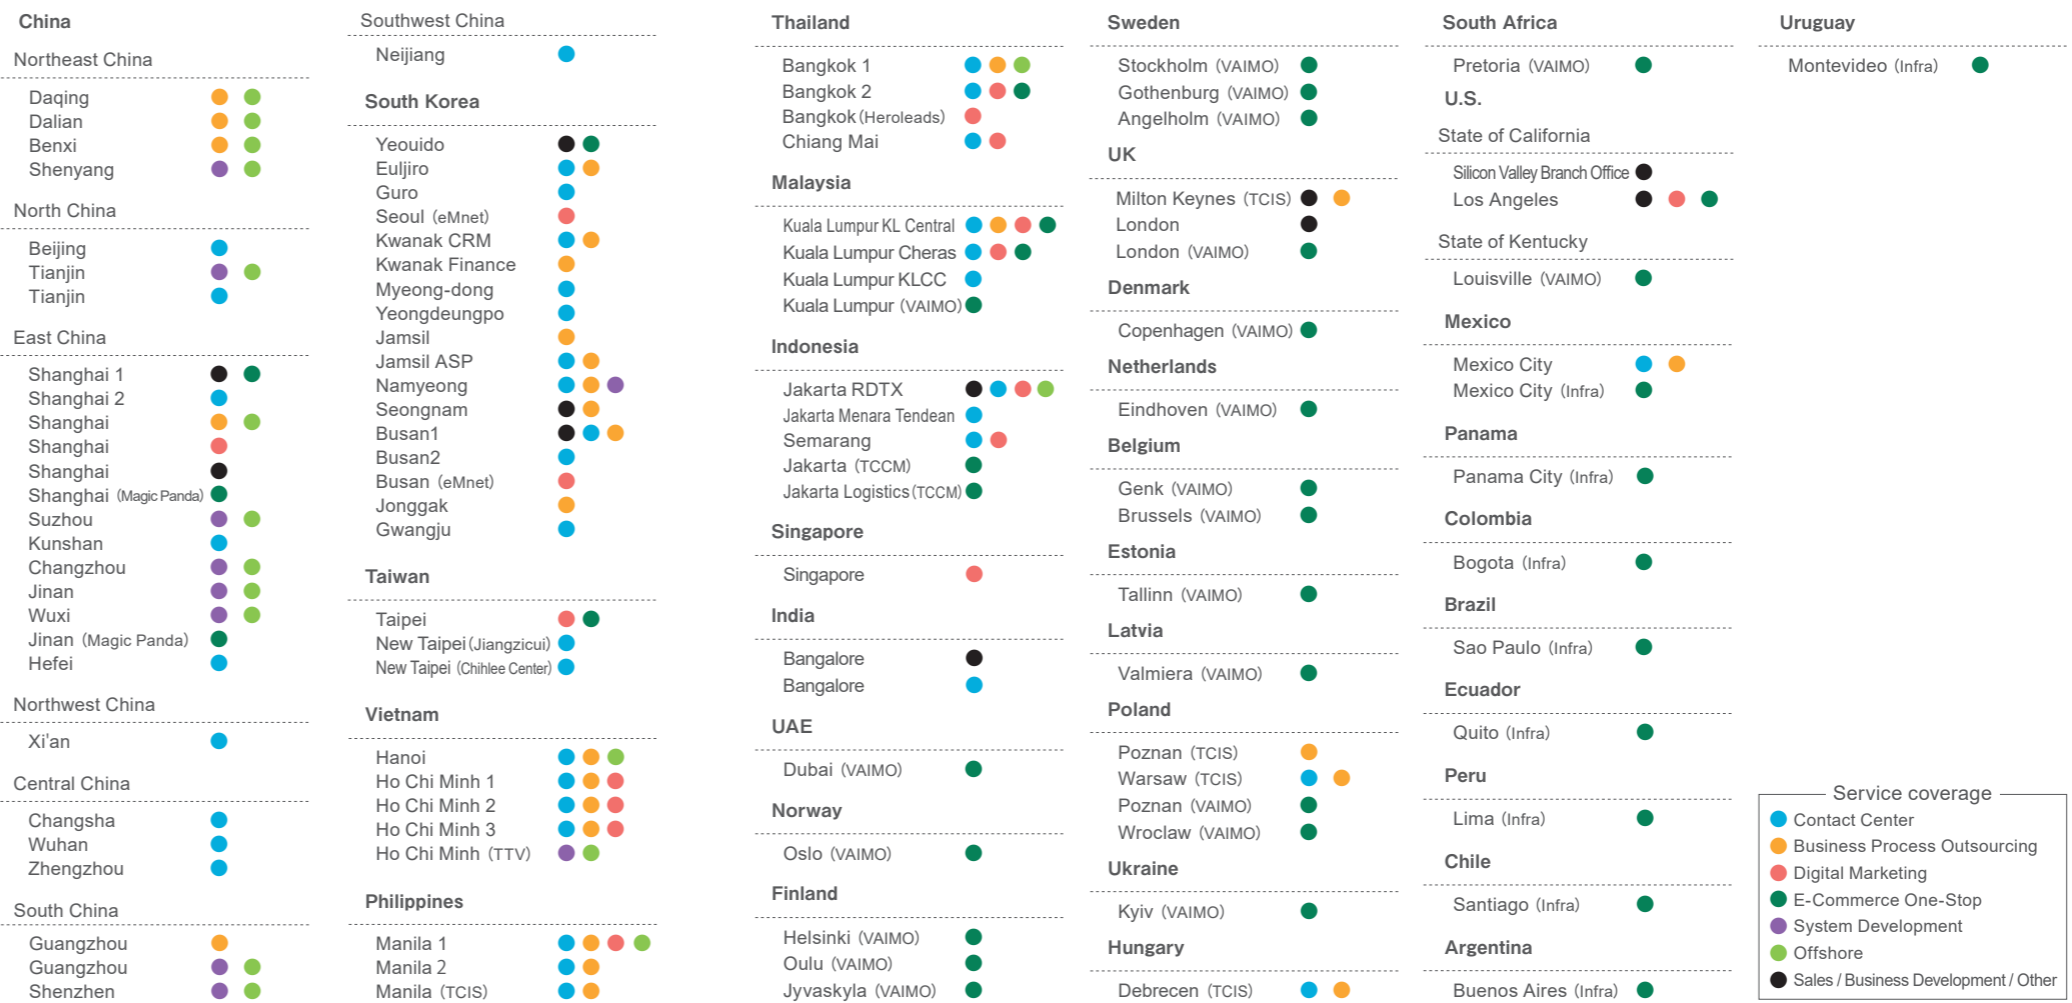 China
Northeast China
Daqing
Dalian
Benxi
Shenyang
North China
Beijing
Tianjin
Tianjin
East China
Shanghai 1
Shanghai 2
Shanghai
Shanghai
Shanghai
Shanghai (Magic Panda)
Suzhou
Kunshan
Changzhou
Jinan
Wuxi
Jinan (Magic Panda)
Hefei
Northwest China
Xi'an
Central China
Changsha
Wuhan
Zhengzhou
South China
Guangzhou
Guangzhou
Shenzhen
Southwest China
Neijiang
South Korea
Yeouido
Euljiro
Guro
Seoul (eMnet)
Kwanak CRM
Kwanak Finance
Myeong-dong
Yeongdeungpo
Jamsil
Jamsil ASP
Namyeong
Seongnam
Busan1
Busan2
Busan (eMnet)
Jonggak
Gwangju
Taiwan
Taipei
New Taipei (Jiangzicui)
New Taipei (Chihlee Center)
Vietnam
Hanoi
Ho Chi Minh 1
Ho Chi Minh 2
Ho Chi Minh 3
Ho Chi Minh (TTV)
Philippines
Manila 1
Manila 2
Manila (TCIS)
Thailand
Bangkok 1
Bangkok 2
Bangkok (Heroleads)
Chiang Mai
Malaysia
Kuala Lumpur KL Central
Kuala Lumpur Cheras
Kuala Lumpur KLCC
Kuala Lumpur (VAIMO)
Indonesia
Jakarta RDTX
Jakarta Menara Tendean
Semarang
Jakarta (TCCM)
Jakarta Logistics (TCCM)
Singapore
Singapore
India
Bangalore
Bangalore
UAE
Dubai (VAIMO)
Norway
Oslo (VAIMO)
Finland
Helsinki (VAIMO)
Oulu (VAIMO)
Jyvaskyla (VAIMO)
Sweden
Stockholm (VAIMO)
Gothenburg (VAIMO)
Angelholm (VAIMO)
UK
Milton Keynes (TCIS)
London
London (VAIMO)
Denmark
Copenhagen (VAIMO)
Netherlands
Eindhoven (VAIMO)
Belgium
Genk (VAIMO)
Brussels (VAIMO)
Estonia
Tallinn (VAIMO)
Latvia
Valmiera (VAIMO)
Poland
Poznan (TCIS)
Warsaw (TCIS)
Poznan (VAIMO)
Wroclaw (VAIMO)
Ukraine
Kyiv (VAIMO)
Hungary
Debrecen (TCIS)
South Africa
Pretoria (VAIMO)
U.S.
State of California
Silicon Valley Branch Office
Los Angeles
State of Kentucky
Louisville (VAIMO)
Mexico
Mexico City
Mexico City (Infra)
Panama
Panama City (Infra)
Colombia
Bogota (Infra)
Brazil
Sao Paulo (Infra)
Ecuador
Quito (Infra)
Peru
Lima (Infra)
Chile
Santiago (Infra)
Argentina
Buenos Aires (Infra)
Uruguay
Montevideo (Infra)
Service coverage
Contact Center
Business Process Outsourcing
Digital Marketing
E-Commerce One-Stop
System Development
Offshore
Sales / Business Development / Other